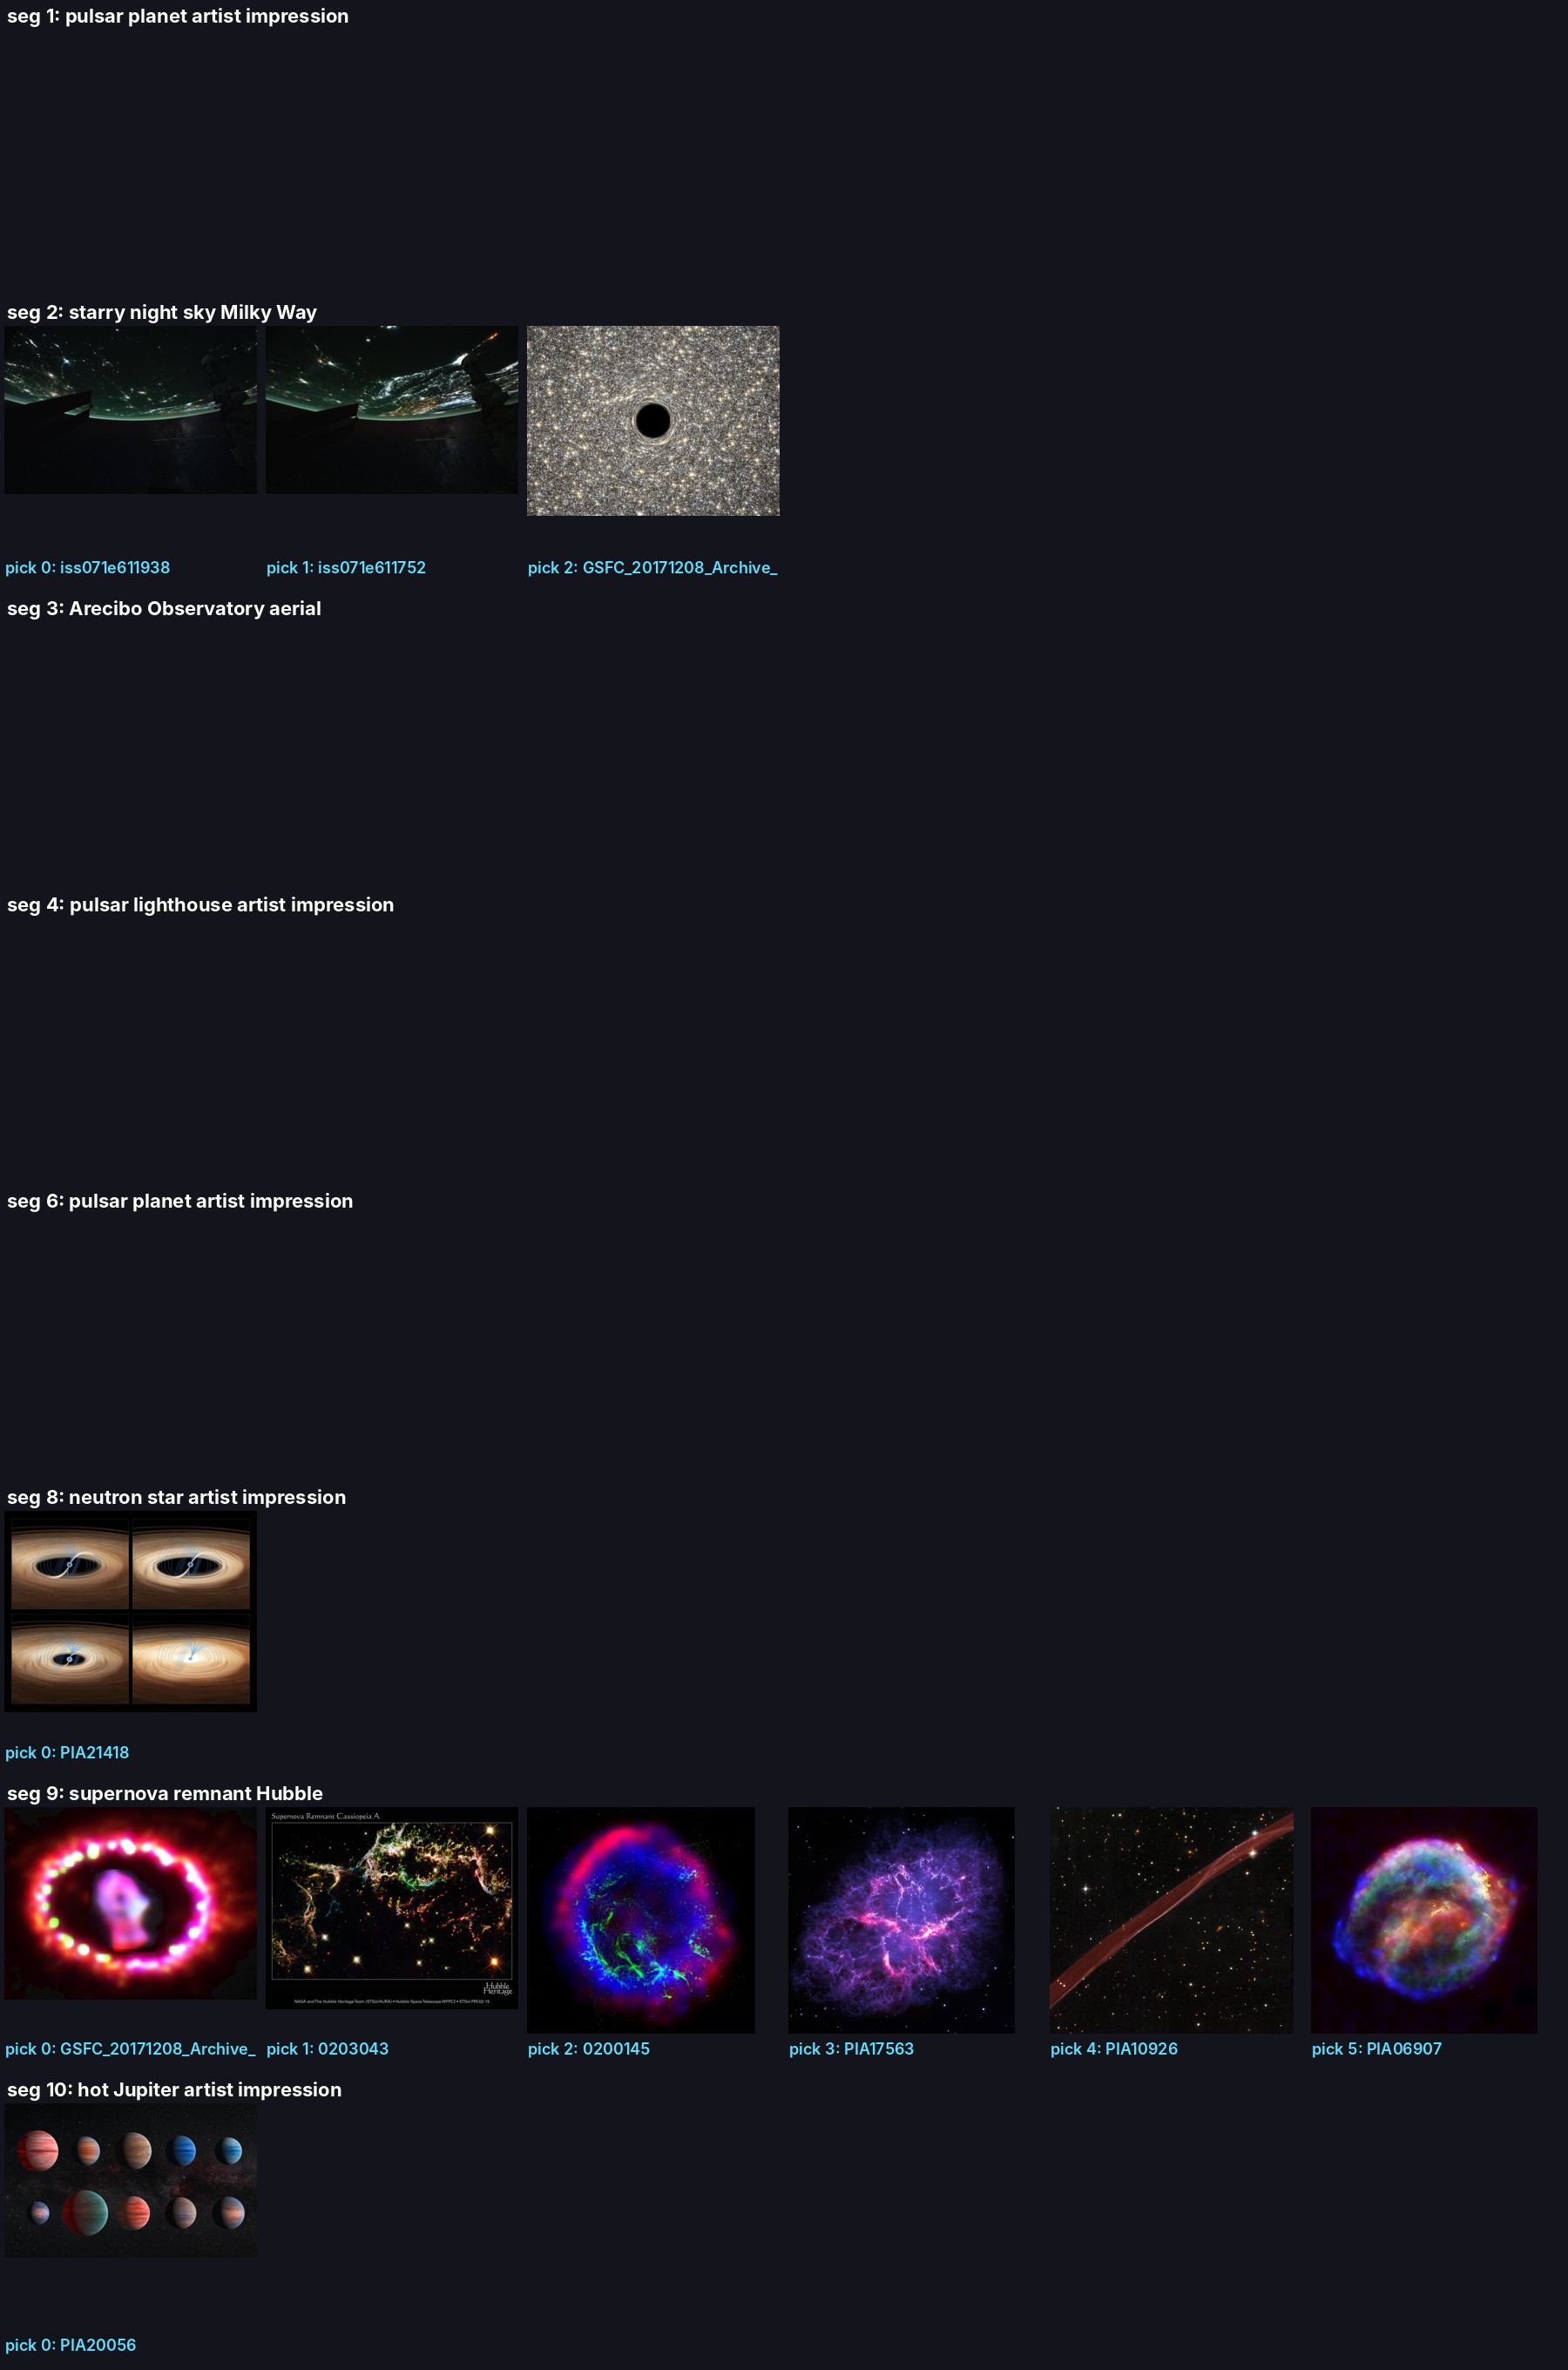 seg 1: pulsar planet artist impression
seg 2: starry night sky Milky Way
pick 0: iss071e611938
pick 1: iss071e611752
pick 2: GSFC_20171208_Archive_
seg 3: Arecibo Observatory aerial
seg 4: pulsar lighthouse artist impression
seg 6: pulsar planet artist impression
seg 8: neutron star artist impression
pick 0: PIA21418
seg 9: supernova remnant Hubble
Supernova Remnant Cassiopeia A
Hubble
Heritage
pick 0: GSFC_20171208_Archive_
pick 1: 0203043
pick 2: 0200145
pick 3: PIA17563
pick 4: PIA10926
pick 5: PIA06907
seg 10: hot Jupiter artist impression
pick 0: PIA20056